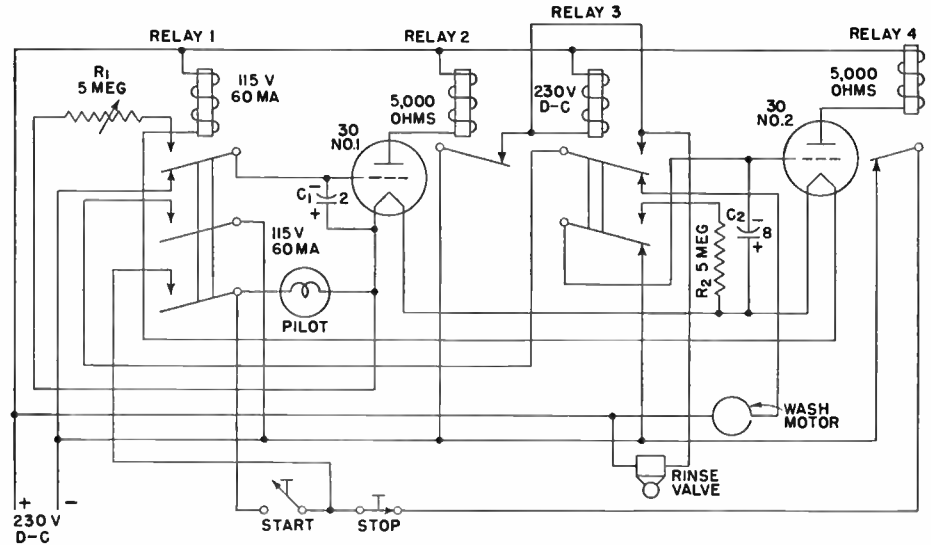 RELAY 1
RELAY 2
RELAY 3
RELAY 4
R1
5 MEG
115 V
60 MA
5,000
OHMS
230 V
D-C
5,000
OHMS
30
NO.1
30
NO.2
C1 - 2 +
115 V
60 MA
PILOT
R2 5 MEG
C2 - 8 +
WASH
MOTOR
RINSE
VALVE
+ -
230 V
D-C
START
STOP